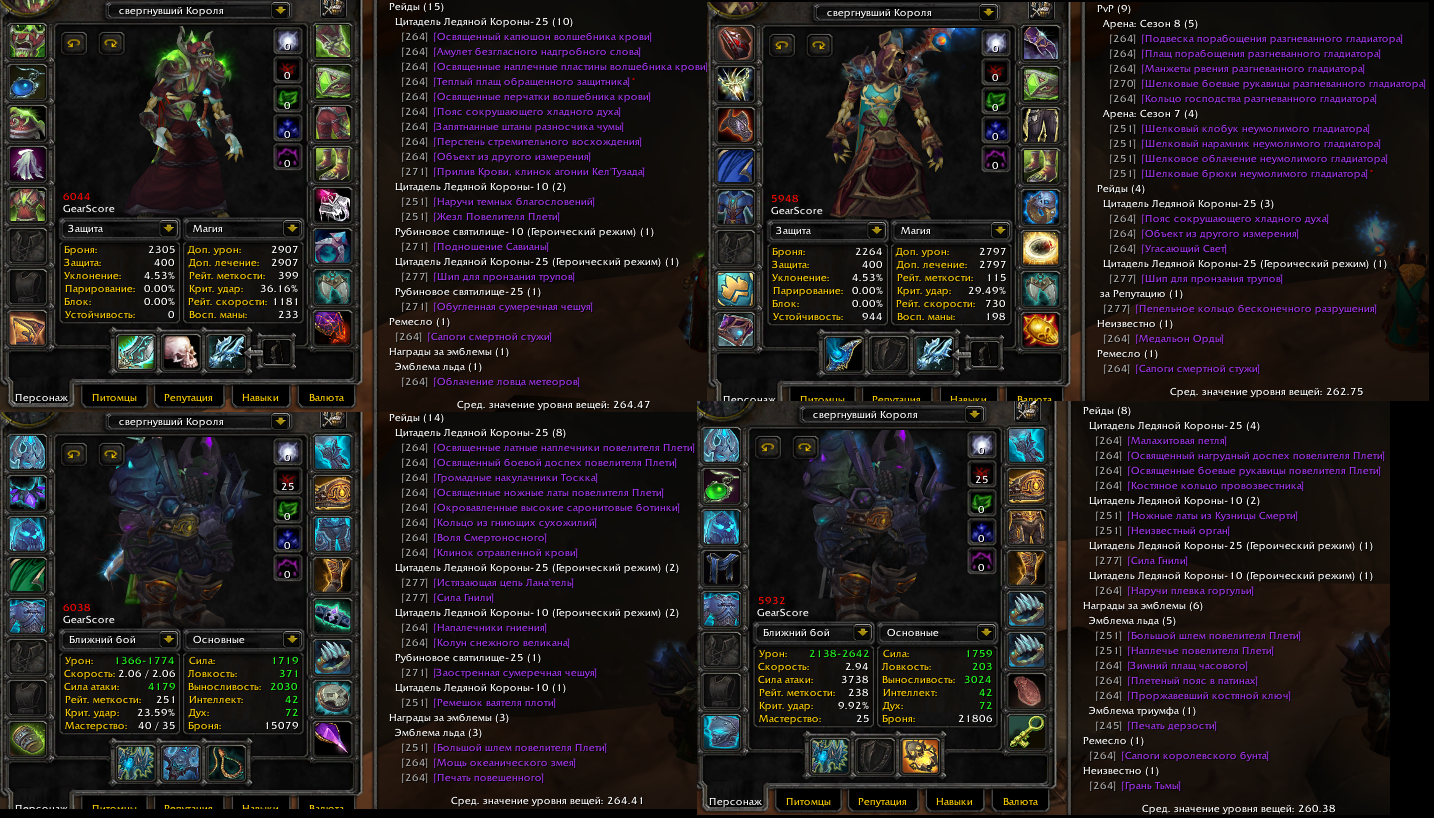 свергнувший Короля
0
0
0
0
0
6044
GearScore
Защита
Магия
Броня: 2305
Защита: 400
Уклонение: 4.53%
Парирование: 0.00%
Блок: 0.00%
Устойчивость: 0
Доп. урон: 2907
Доп. лечение: 2907
Рейт. меткости: 399
Крит. удар: 36.16%
Рейт. скорости: 1181
Восп. маны: 233
Персонаж
Питомцы
Репутация
Навыки
Валюта
Рейды (15)
Цитадель Ледяной Короны-25 (10)
[264] [Освященный капюшон волшебника крови]
[264] [Амулет безгласного надгробного слова]
[264] [Освященные наплечные пластины волшебника крови]
[264] [Теплый плащ обращенного защитника]*
[264] [Освященные перчатки волшебника крови]
[264] [Пояс сокрушающего хладного духа]
[264] [Запятнанные штаны разносчика чумы]
[264] [Перстень стремительного восхождения]
[264] [Объект из другого измерения]
[271] [Прилив Крови, клинок агонии Кел'Тузада]
Цитадель Ледяной Короны-10 (2)
[251] [Наручи темных благословений]
[251] [Жезл Повелителя Плети]
Рубиновое святилище-10 (Героический режим) (1)
[271] [Подношение Савианы]
Цитадель Ледяной Короны-25 (Героический режим) (1)
[277] [Шип для пронзания трупов]
Рубиновое святилище-25 (1)
[271] [Обугленная сумеречная чешуя]
Ремесло (1)
[264] [Сапоги смертной стужи]
Награды за эмблемы (1)
Эмблема льда (1)
[264] [Облачение ловца метеоров]
Сред. значение уровня вещей: 264.47
свергнувший Короля
0
0
0
0
0
5948
GearScore
Защита
Магия
Броня: 2264
Защита: 400
Уклонение: 4.53%
Парирование: 0.00%
Блок: 0.00%
Устойчивость: 944
Доп. урон: 2797
Доп. лечение: 2797
Рейт. меткости: 115
Крит. удар: 29.49%
Рейт. скорости: 730
Восп. маны: 198
Персонаж
Питомцы
Репутация
Навыки
Валюта
PvP (9)
Арена: Сезон 8 (5)
[264] [Подвеска порабощения разгневанного гладиатора]
[264] [Плащ порабощения разгневанного гладиатора]
[264] [Манжеты рвения разгневанного гладиатора]
[270] [Шелковые боевые рукавицы разгневанного гладиатора]
[264] [Кольцо господства разгневанного гладиатора]
Арена: Сезон 7 (4)
[251] [Шелковый клобук неумолимого гладиатора]
[251] [Шелковый нарамник неумолимого гладиатора]
[251] [Шелковое облачение неумолимого гладиатора]
[251] [Шелковые брюки неумолимого гладиатора]*
Рейды (4)
Цитадель Ледяной Короны-25 (3)
[264] [Пояс сокрушающего хладного духа]
[264] [Объект из другого измерения]
[264] [Угасающий Свет]
Цитадель Ледяной Короны-25 (Героический режим) (1)
[277] [Шип для пронзания трупов]
за Репутацию (1)
[277] [Пепельное кольцо бесконечного разрушения]
Неизвестно (1)
[264] [Медальон Орды]
Ремесло (1)
[264] [Сапоги смертной стужи]
Сред. значение уровня вещей: 262.75
свергнувший Короля
0
25
0
0
0
6038
GearScore
Ближний бой
Основные
Урон: 1366-1774
Скорость: 2.06 / 2.06
Сила атаки: 4179
Рейт. меткости: 251
Крит. удар: 23.59%
Мастерство: 40 / 35
Сила: 1719
Ловкость: 371
Выносливость: 2030
Интеллект: 42
Дух: 72
Броня: 15079
Персонаж
Питомцы
Репутация
Навыки
Валюта
Рейды (14)
Цитадель Ледяной Короны-25 (8)
[264] [Освященные латные наплечники повелителя Плети]
[264] [Освященный боевой доспех повелителя Плети]
[264] [Громадные накулачники Тоскка]
[264] [Освященные ножные латы повелителя Плети]
[264] [Окровавленные высокие саронитовые ботинки]
[264] [Кольцо из гниющих сухожилий]
[264] [Воля Смертоносного]
[264] [Клинок отравленной крови]
Цитадель Ледяной Короны-25 (Героический режим) (2)
[277] [Истязающая цепь Лана'тель]
[277] [Сила Гнили]
Цитадель Ледяной Короны-10 (Героический режим) (2)
[264] [Напалечники гниения]
[264] [Колун снежного великана]
Рубиновое святилище-25 (1)
[271] [Заостренная сумеречная чешуя]
Цитадель Ледяной Короны-10 (1)
[251] [Ремешок ваятеля плоти]
Награды за эмблемы (3)
Эмблема льда (3)
[251] [Большой шлем повелителя Плети]
[264] [Мощь океанического змея]
[264] [Печать повешенного]
Сред. значение уровня вещей: 264.41
свергнувший Короля
0
25
0
0
0
5932
GearScore
Ближний бой
Основные
Урон: 2138-2642
Скорость: 2.94
Сила атаки: 3738
Рейт. меткости: 238
Крит. удар: 9.92%
Мастерство: 25
Сила: 1759
Ловкость: 203
Выносливость: 3024
Интеллект: 42
Дух: 72
Броня: 21806
Персонаж
Питомцы
Репутация
Навыки
Валюта
Рейды (8)
Цитадель Ледяной Короны-25 (4)
[264] [Малахитовая петля]
[264] [Освященный нагрудный доспех повелителя Плети]
[264] [Освященные боевые рукавицы повелителя Плети]
[264] [Костяное кольцо провозвестника]
Цитадель Ледяной Короны-10 (2)
[251] [Ножные латы из Кузницы Смерти]
[251] [Неизвестный орган]
Цитадель Ледяной Короны-25 (Героический режим) (1)
[277] [Сила Гнили]
Цитадель Ледяной Короны-10 (Героический режим) (1)
[264] [Наручи плевка горгульи]
Награды за эмблемы (6)
Эмблема льда (5)
[251] [Большой шлем повелителя Плети]
[251] [Наплечье повелителя Плети]
[264] [Зимний плащ часового]
[264] [Плетеный пояс в патинах]
[264] [Проржавевший костяной ключ]
Эмблема триумфа (1)
[245] [Печать дерзости]
Ремесло (1)
[264] [Сапоги королевского бунта]
Неизвестно (1)
[264] [Грань Тьмы]
Сред. значение уровня вещей: 260.38